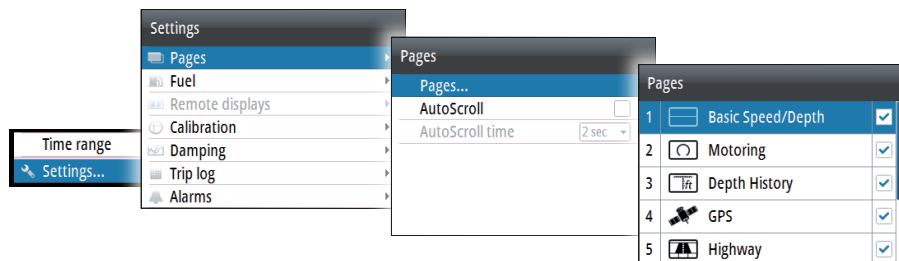 Time range
Settings...
Settings
Pages
Fuel
Remote displays
Calibration
Damping
Trip log
Alarms
Pages
Pages...
AutoScroll
AutoScroll time 2 sec
Pages
1 Basic Speed/Depth
2 Motoring
3 ft Depth History
4 GPS
5 Highway